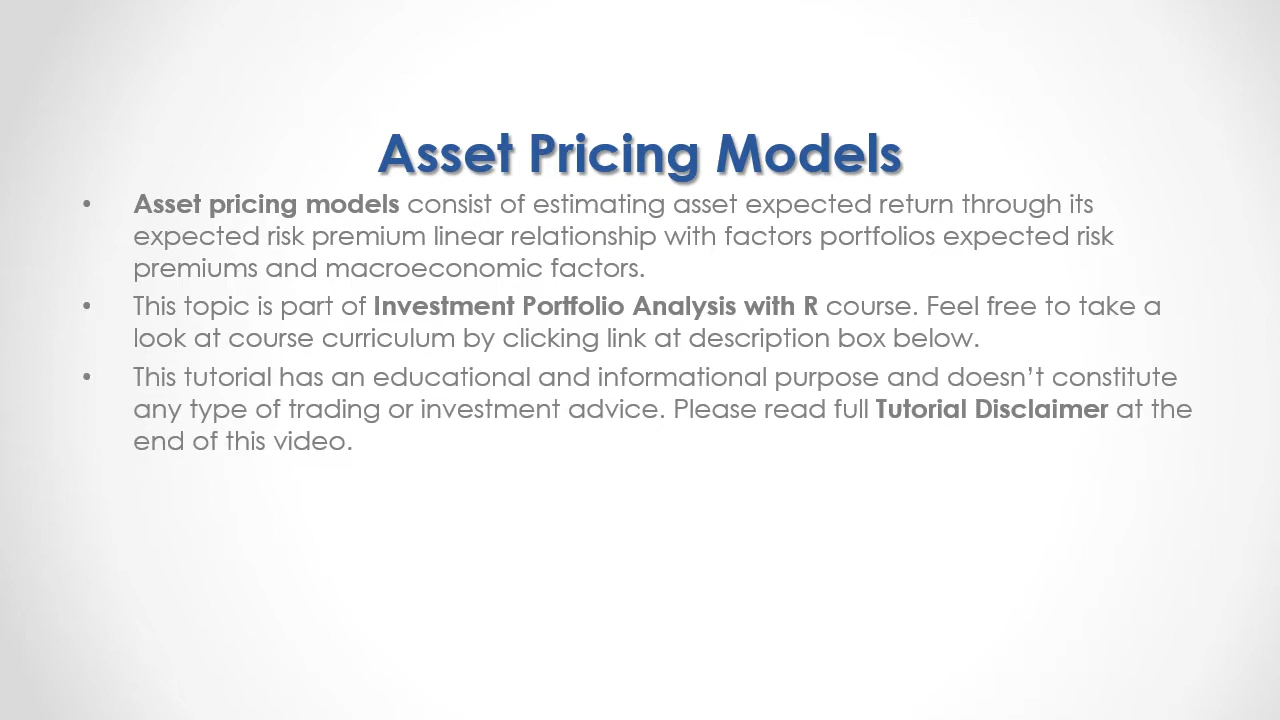 Asset Pricing Models
• Asset pricing models consist of estimating asset expected return through its
expected risk premium linear relationship with factors portfolios expected risk
premiums and macroeconomic factors.
• This topic is part of Investment Portfolio Analysis with R course. Feel free to take a
look at course curriculum by clicking link at description box below.
• This tutorial has an educational and informational purpose and doesn’t constitute
any type of trading or investment advice. Please read full Tutorial Disclaimer at the
end of this video.